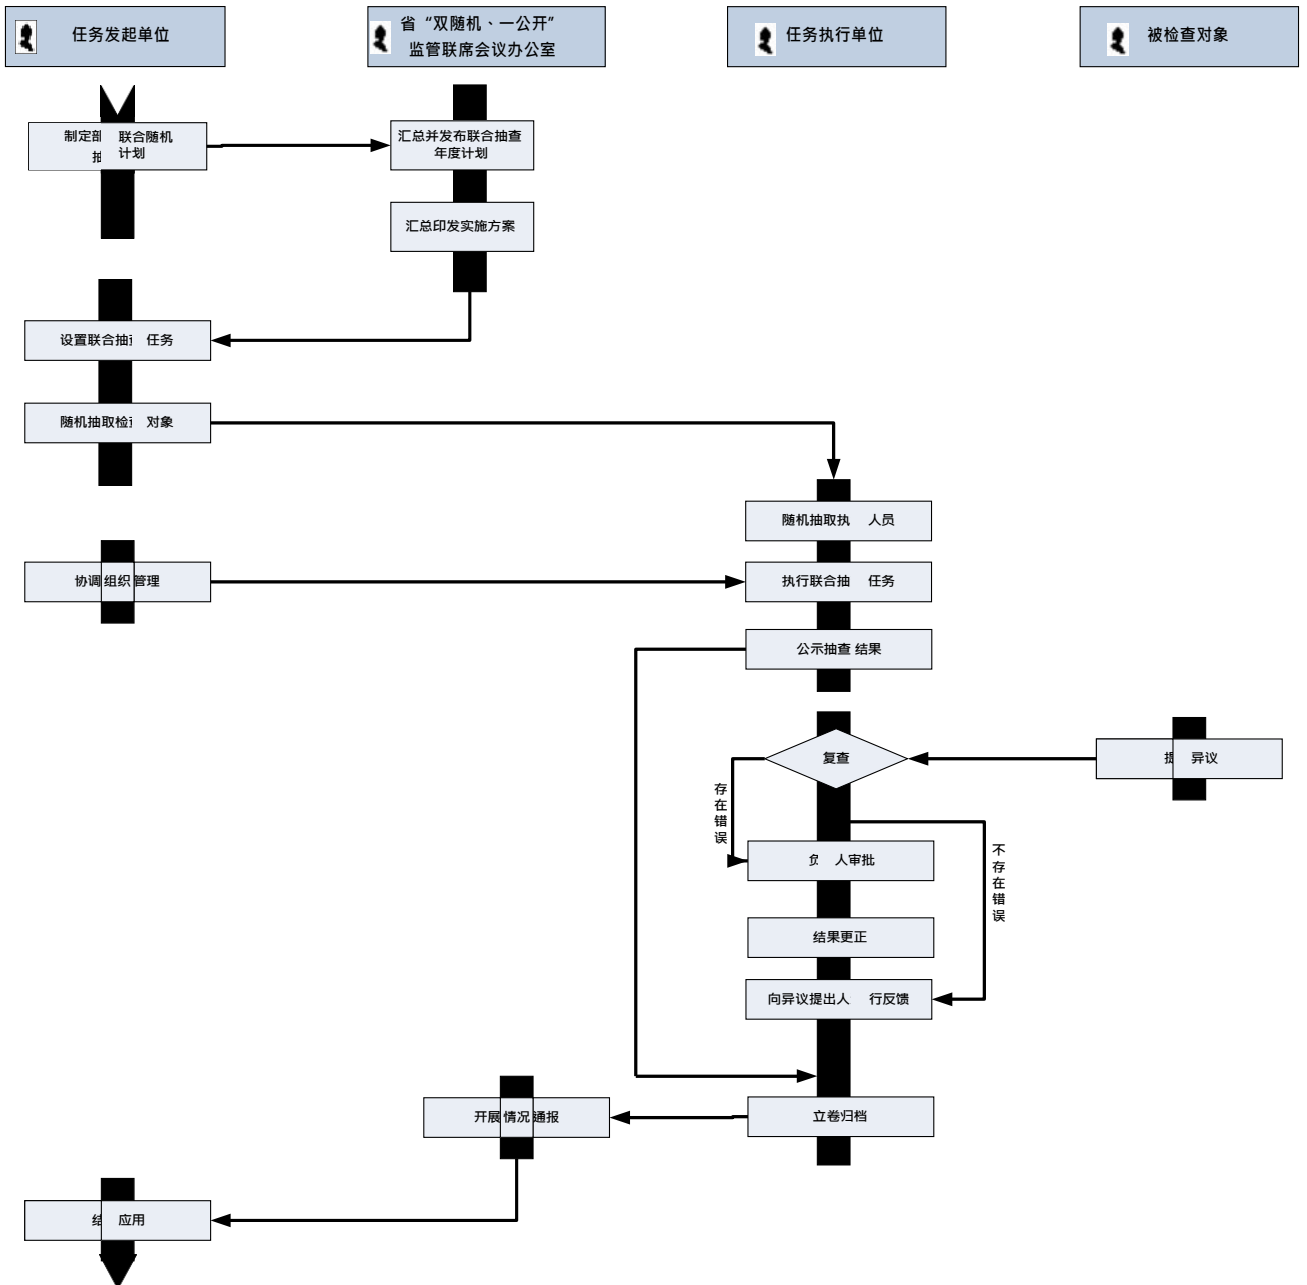 任务发起单位
省“双随机、一公开”
监管联席会议办公室
任务执行单位
被检查对象
制定部 联合随机
抽 计划
汇总并发布联合抽查
年度计划
汇总印发实施方案
设置联合抽 任务
随机抽取检 对象
随机抽取执 人员
协调组织管理
执行联合抽 任务
公示抽查 结果
复查
异议
存在错误
不存在错误
人审批
结果更正
向异议提出人 行反馈
开展情况通报
立卷归档
应用